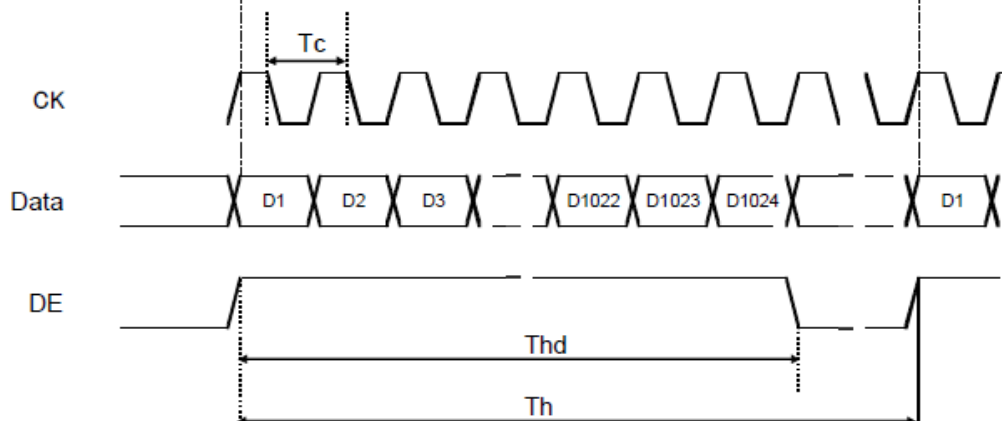 Tc
CK
Data D1 D2 D3 D1022 D1023 D1024 D1
DE
Thd
Th